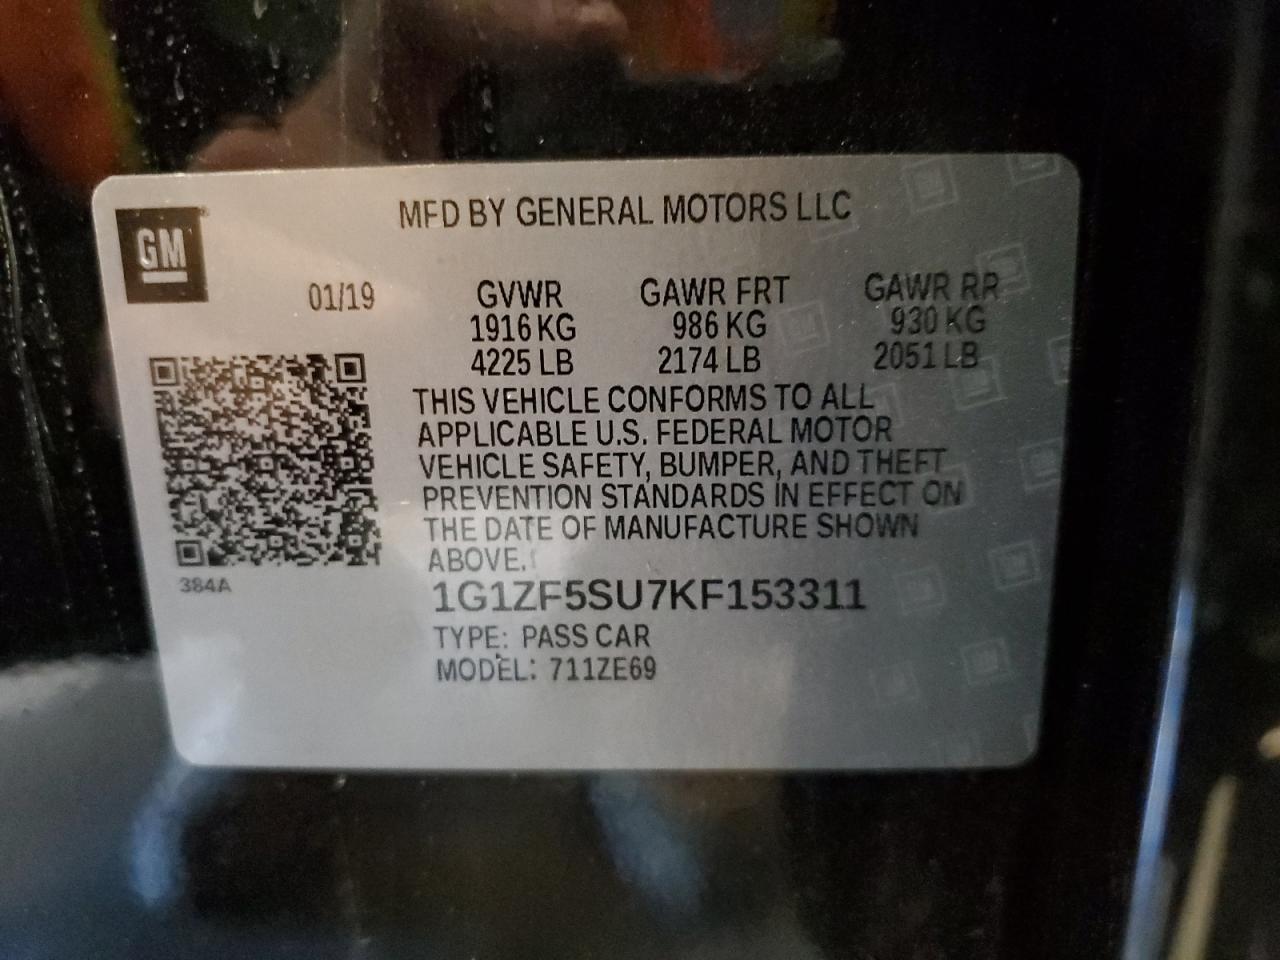 MFD BY GENERAL MOTORS LLC
GM
01/19 GVWR GAWR FRT GAWR RR
1916 KG 986 KG 930 KG
4225 LB 2174 LB 2051 LB
THIS VEHICLE CONFORMS TO ALL
APPLICABLE U.S. FEDERAL MOTOR
VEHICLE SAFETY, BUMPER, AND THEFT
PREVENTION STANDARDS IN EFFECT ON
THE DATE OF MANUFACTURE SHOWN
ABOVE.
384A
1G1ZF5SU7KF153311
TYPE: PASS CAR
MODEL: 711ZE69